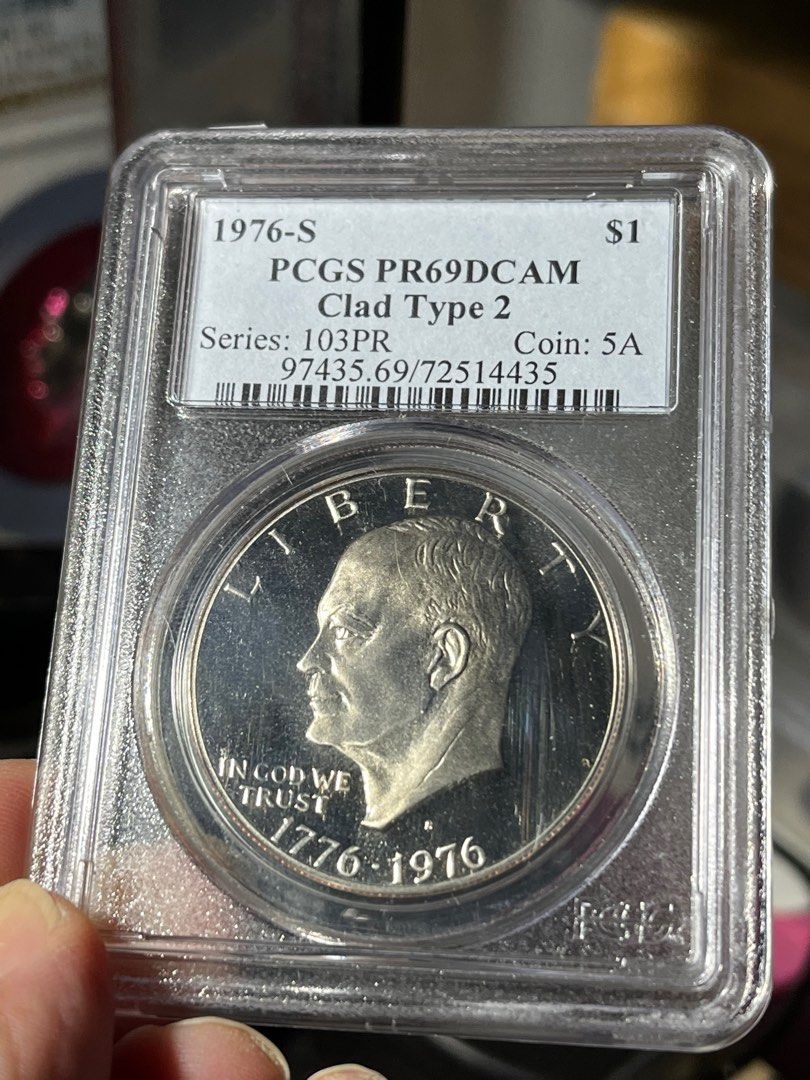 1976-S $1
PCGS PR69DCAM
Clad Type 2
Series: 103PR Coin: 5A
97435.69/72514435
LIBERTY
IN GOD WE
TRUST
S
1776-1976
PCGS